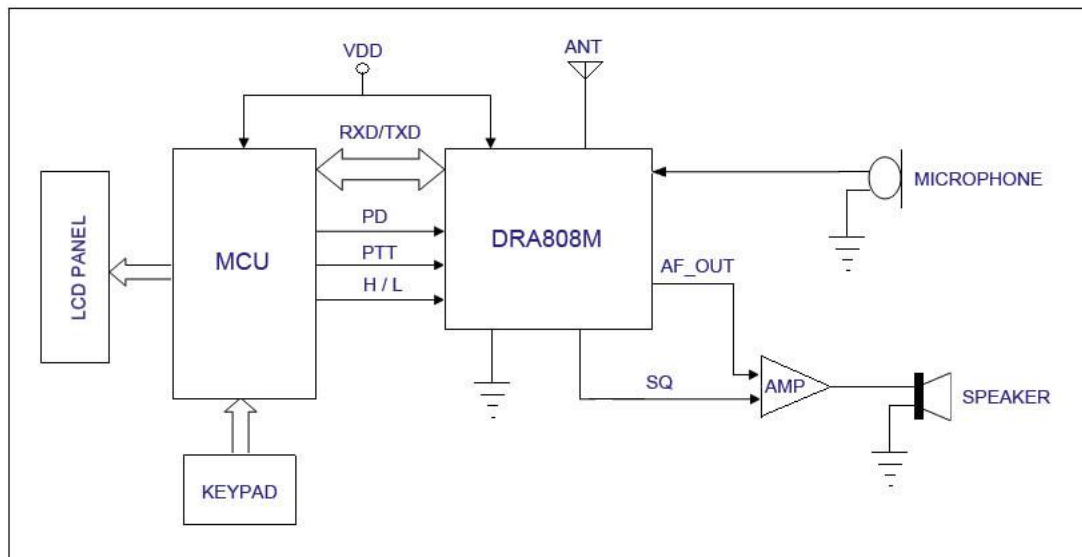 VDD
ANT
RXD/TXD
LCD PANEL
MCU
PD
PTT
H / L
DRA808M
MICROPHONE
AF_OUT
SQ
AMP
SPEAKER
KEYPAD